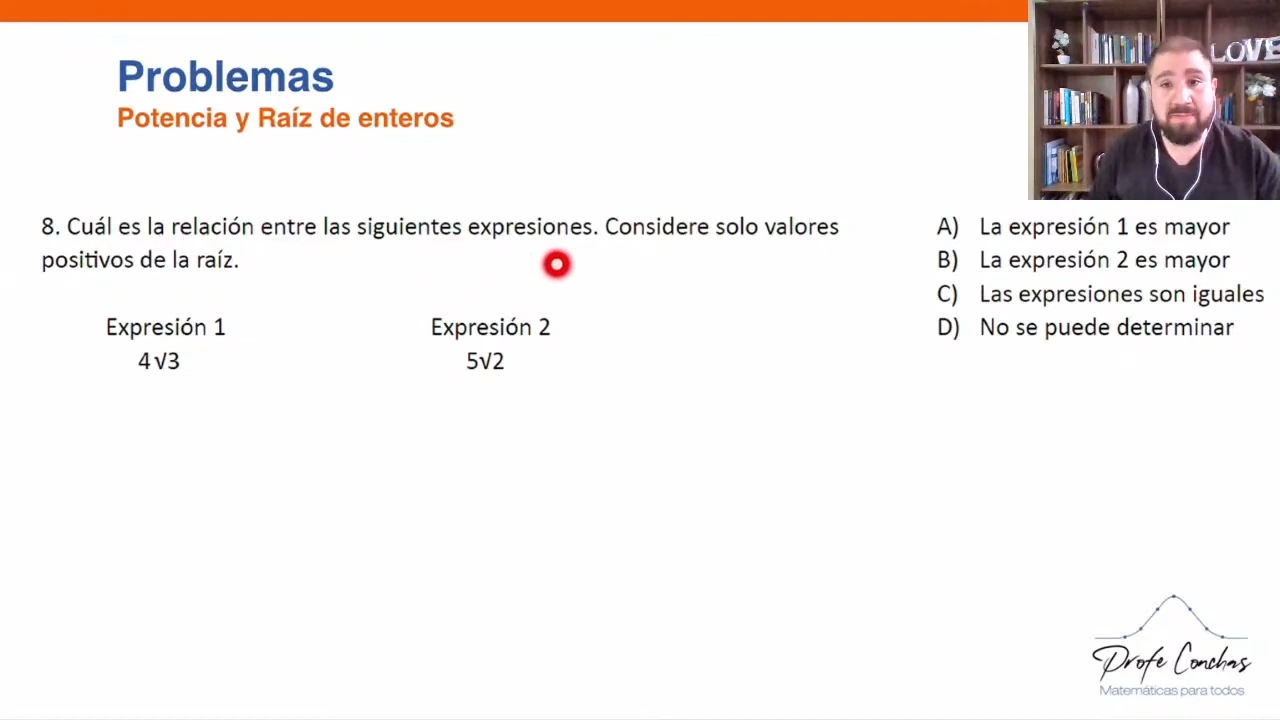 Problemas
Potencia y Raíz de enteros
LOVE
8. Cuál es la relación entre las siguientes expresiones. Considere solo valores
positivos de la raíz.
Expresión 1
Expresión 2
4√3
5√2
A) La expresión 1 es mayor
B) La expresión 2 es mayor
C) Las expresiones son iguales
D) No se puede determinar
Profe Conchas
Matemáticas para todos